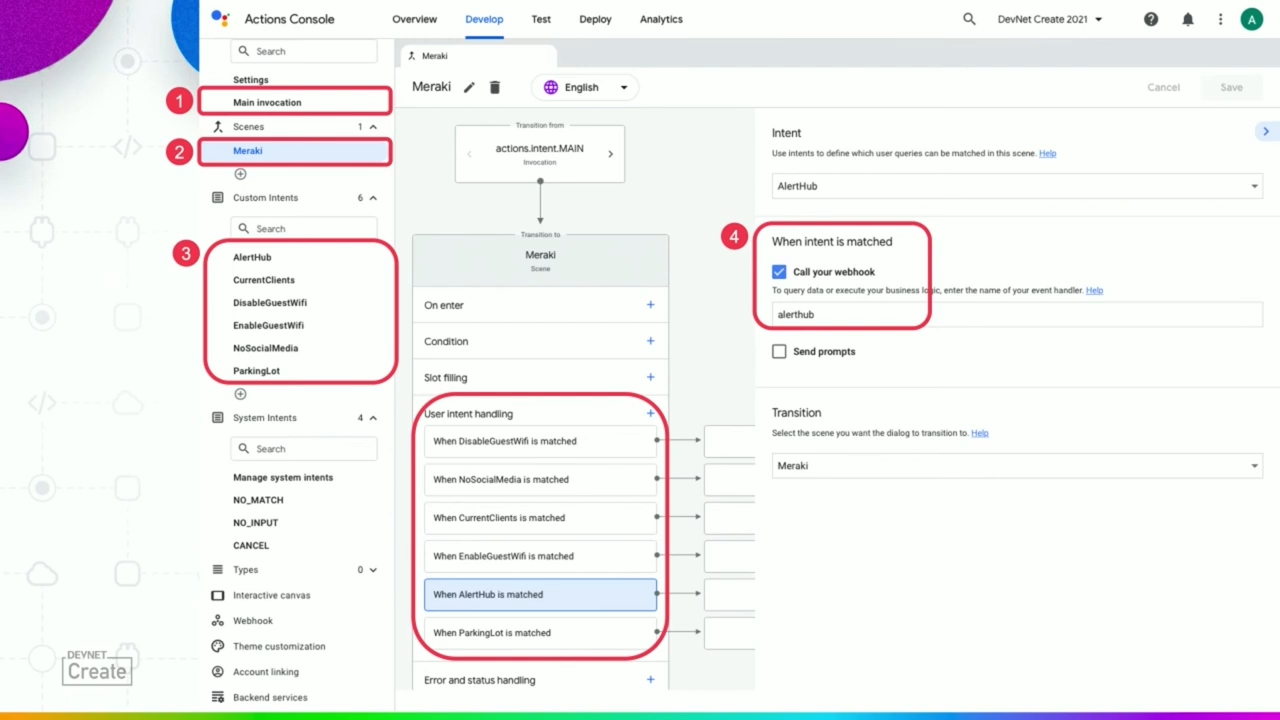 Actions Console
Overview
Develop
Test
Deploy
Analytics
DevNet Create 2021
A
Search
Settings
1
Main invocation
Scenes 1
2
Meraki
Custom Intents 6
Search
3
AlertHub
CurrentClients
DisableGuestWifi
EnableGuestWifi
NoSocialMedia
ParkingLot
System Intents 4
Search
Manage system intents
NO_MATCH
NO_INPUT
CANCEL
Types 0
Interactive canvas
Webhook
Theme customization
Account linking
Backend services
Meraki
Meraki
English
Cancel
Save
Transition from
actions.intent.MAIN
Invocation
Transition to
Meraki
Scene
On enter +
Condition +
Slot filling +
User intent handling +
When DisableGuestWifi is matched
When NoSocialMedia is matched
When CurrentClients is matched
When EnableGuestWifi is matched
When AlertHub is matched
When ParkingLot is matched
Error and status handling +
Intent
Use intents to define which user queries can be matched in this scene. Help
AlertHub
4
When intent is matched
Call your webhook
To query data or execute your business logic, enter the name of your event handler. Help
alerthub
Send prompts
Transition
Select the scene you want the dialog to transition to. Help
Meraki
DEVNET
Create